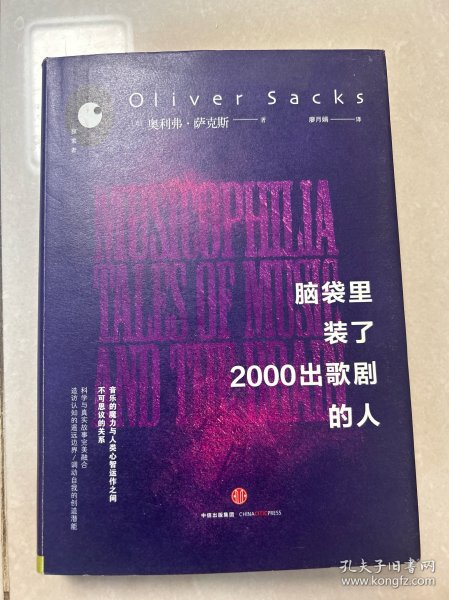 Oliver Sacks
奥利弗·萨克斯 —— 著
廖月娟 —— 译
探索者
MUSICOPHILIA
TALES OF MUSIC
AND THE BRAIN
脑袋里
装了
2000出歌剧
的人
音乐的魔力与人类心智运作之间
不可思议的关系
科学与真实故事完美融合
造访认知的遥远边界/调动自我的创造潜能
中信出版集团 CHINACITICPRESS
孔夫子旧书网
www.kongfz.com